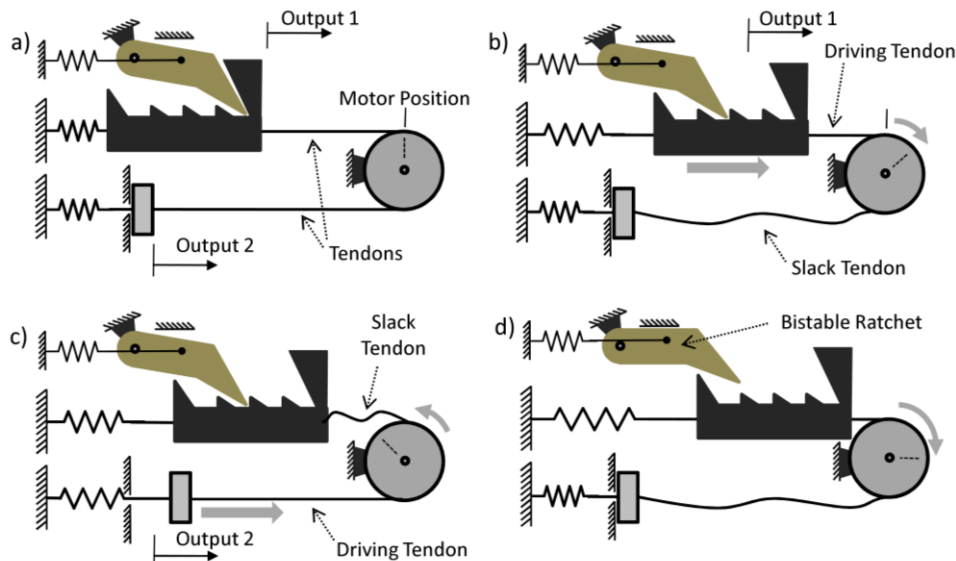 a)
Output 1
Motor Position
Output 2
Tendons
b)
Output 1
Driving
Tendon
Slack Tendon
c)
Slack
Tendon
Output 2
Driving Tendon
d)
Bistable Ratchet